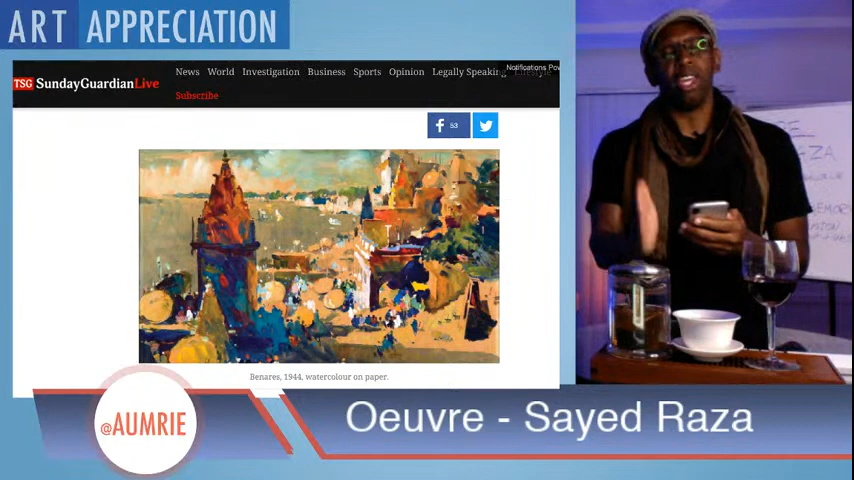 ART APPRECIATION
TSG SundayGuardianLive
News World Investigation Business Sports Opinion Legally Speaking
Notifications
Subscribe
53
Benares, 1944, watercolour on paper.
@AUMRIE
Oeuvre - Sayed Raza